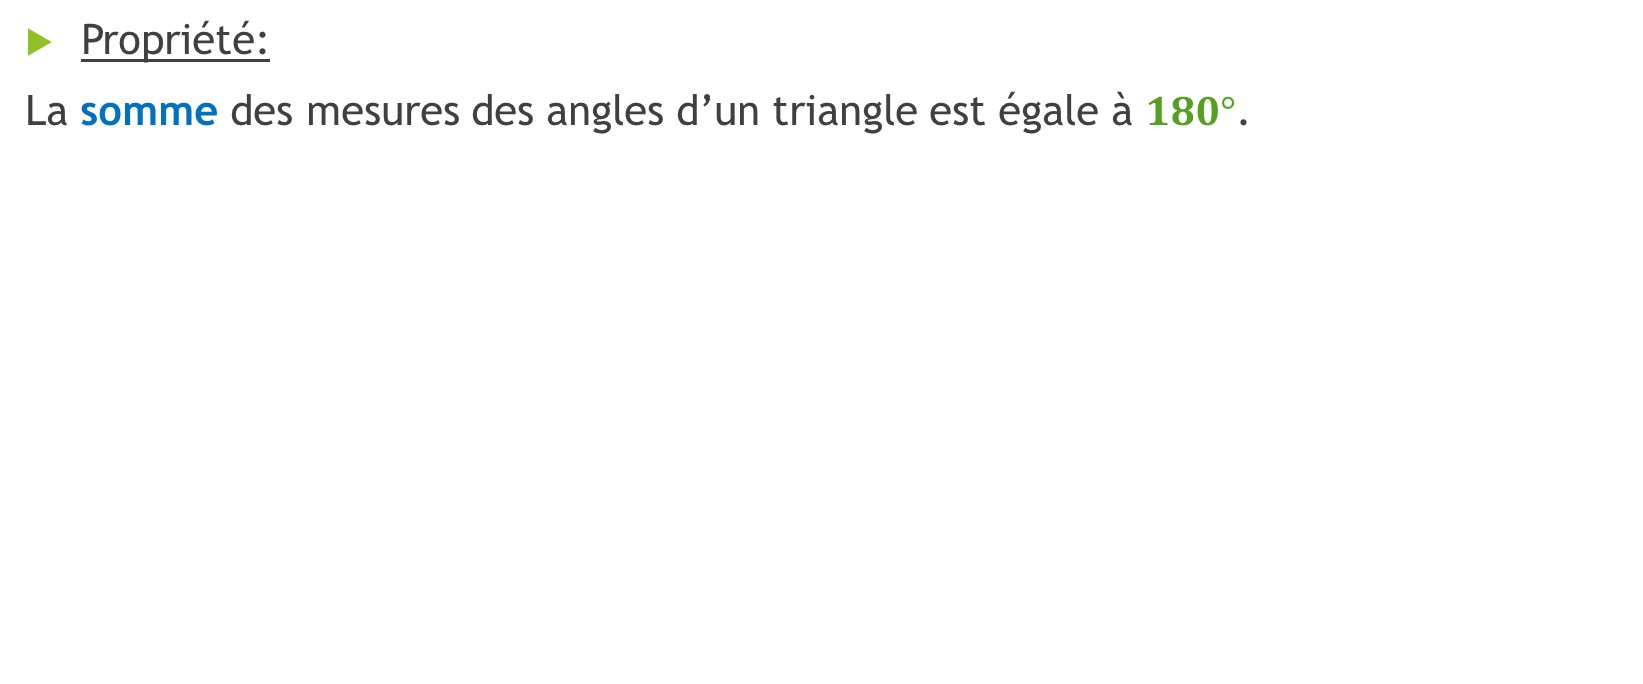 Propriété:
La somme des mesures des angles d’un triangle est égale à 180°.